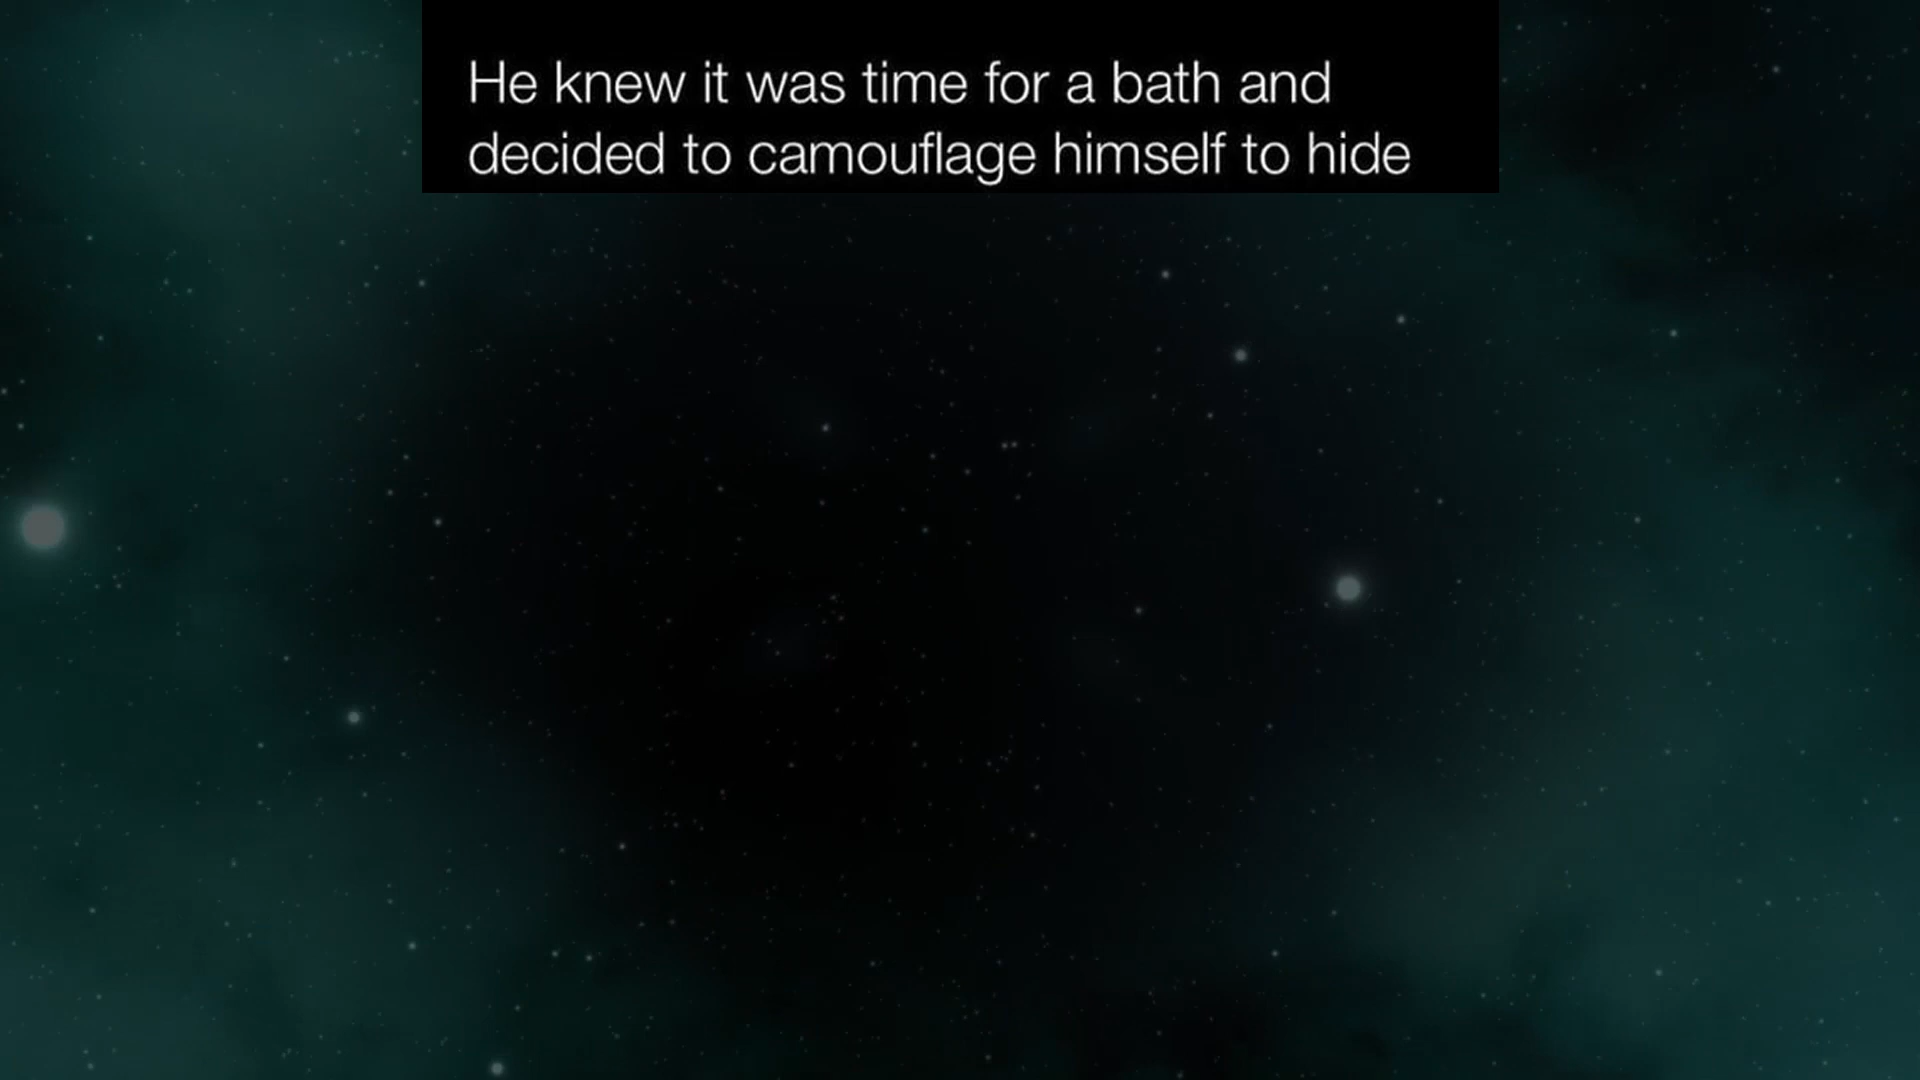 He knew it was time for a bath and
decided to camouflage himself to hide